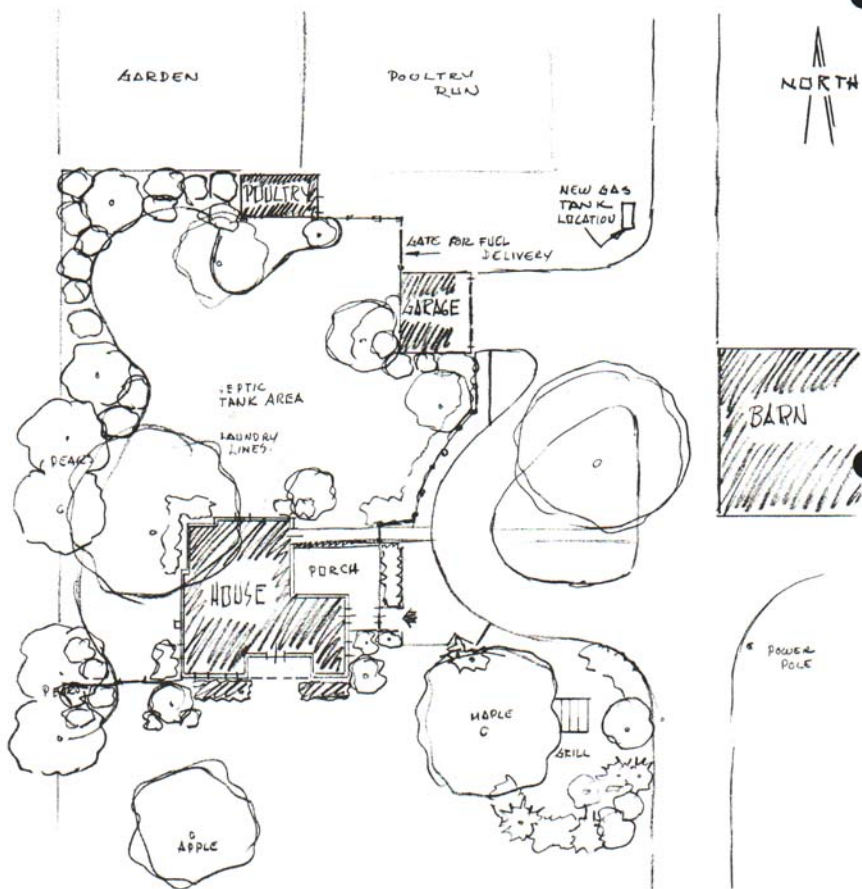 GARDEN
POULTRY
RUN
NORTH
POULTRY
NEW GAS
TANK
LOCATION
GATE FOR FUEL
DELIVERY
GARAGE
BARN
SEPTIC
TANK AREA
LAUNDRY
LINES.
PEARS
HOUSE
PORCH
POWER
POLE
PEARS
MAPLE
GRILL
APPLE